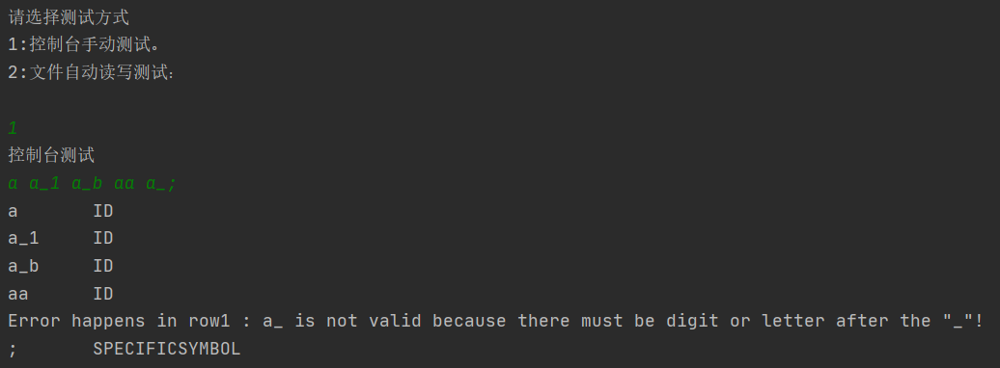 请选择测试方式
1:控制台手动测试。
2:文件自动读写测试：
1
控制台测试
a a_1 a_b aa a_;
a       ID
a_1     ID
a_b     ID
aa      ID
Error happens in row1 : a_ is not valid because there must be digit or letter after the "_"!
;       SPECIFICSYMBOL